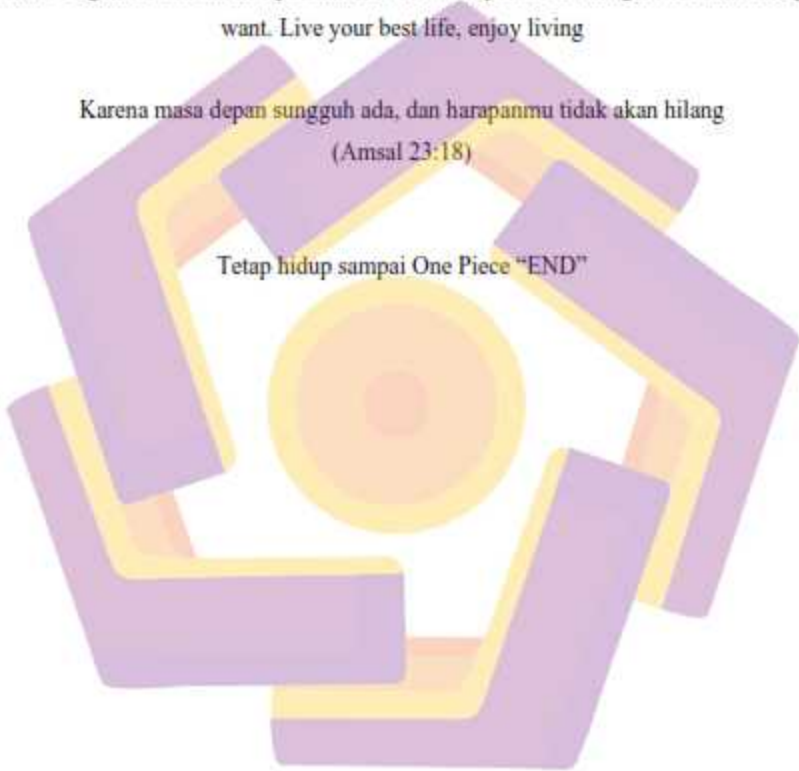 want. Live your best life, enjoy living
Karena masa depan sungguh ada, dan harapanmu tidak akan hilang
(Amsal 23:18)
Tetap hidup sampai One Piece “END”